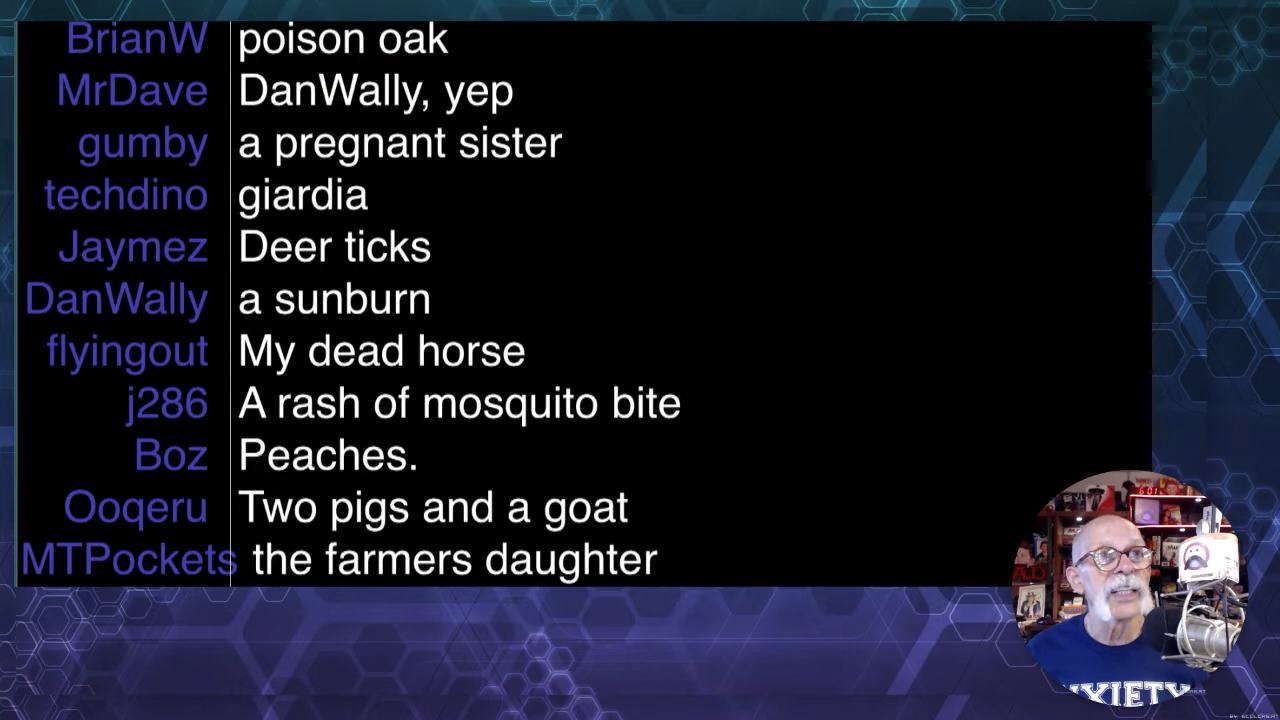 BrianW poison oak
MrDave DanWally, yep
gumby a pregnant sister
techdino giardia
Jaymez Deer ticks
DanWally a sunburn
flyingout My dead horse
j286 A rash of mosquito bite
Boz Peaches.
Ooqeru Two pigs and a goat
MTPockets the farmers daughter